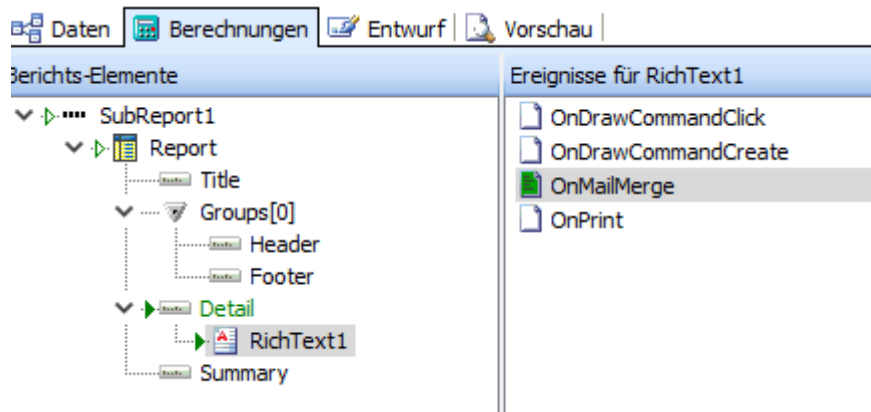 Daten Berechnungen Entwurf Vorschau
Berichts-Elemente
SubReport1
Report
Title
Groups[0]
Header
Footer
Detail
RichText1
Summary
Ereignisse für RichText1
OnDrawCommandClick
OnDrawCommandCreate
OnMailMerge
OnPrint